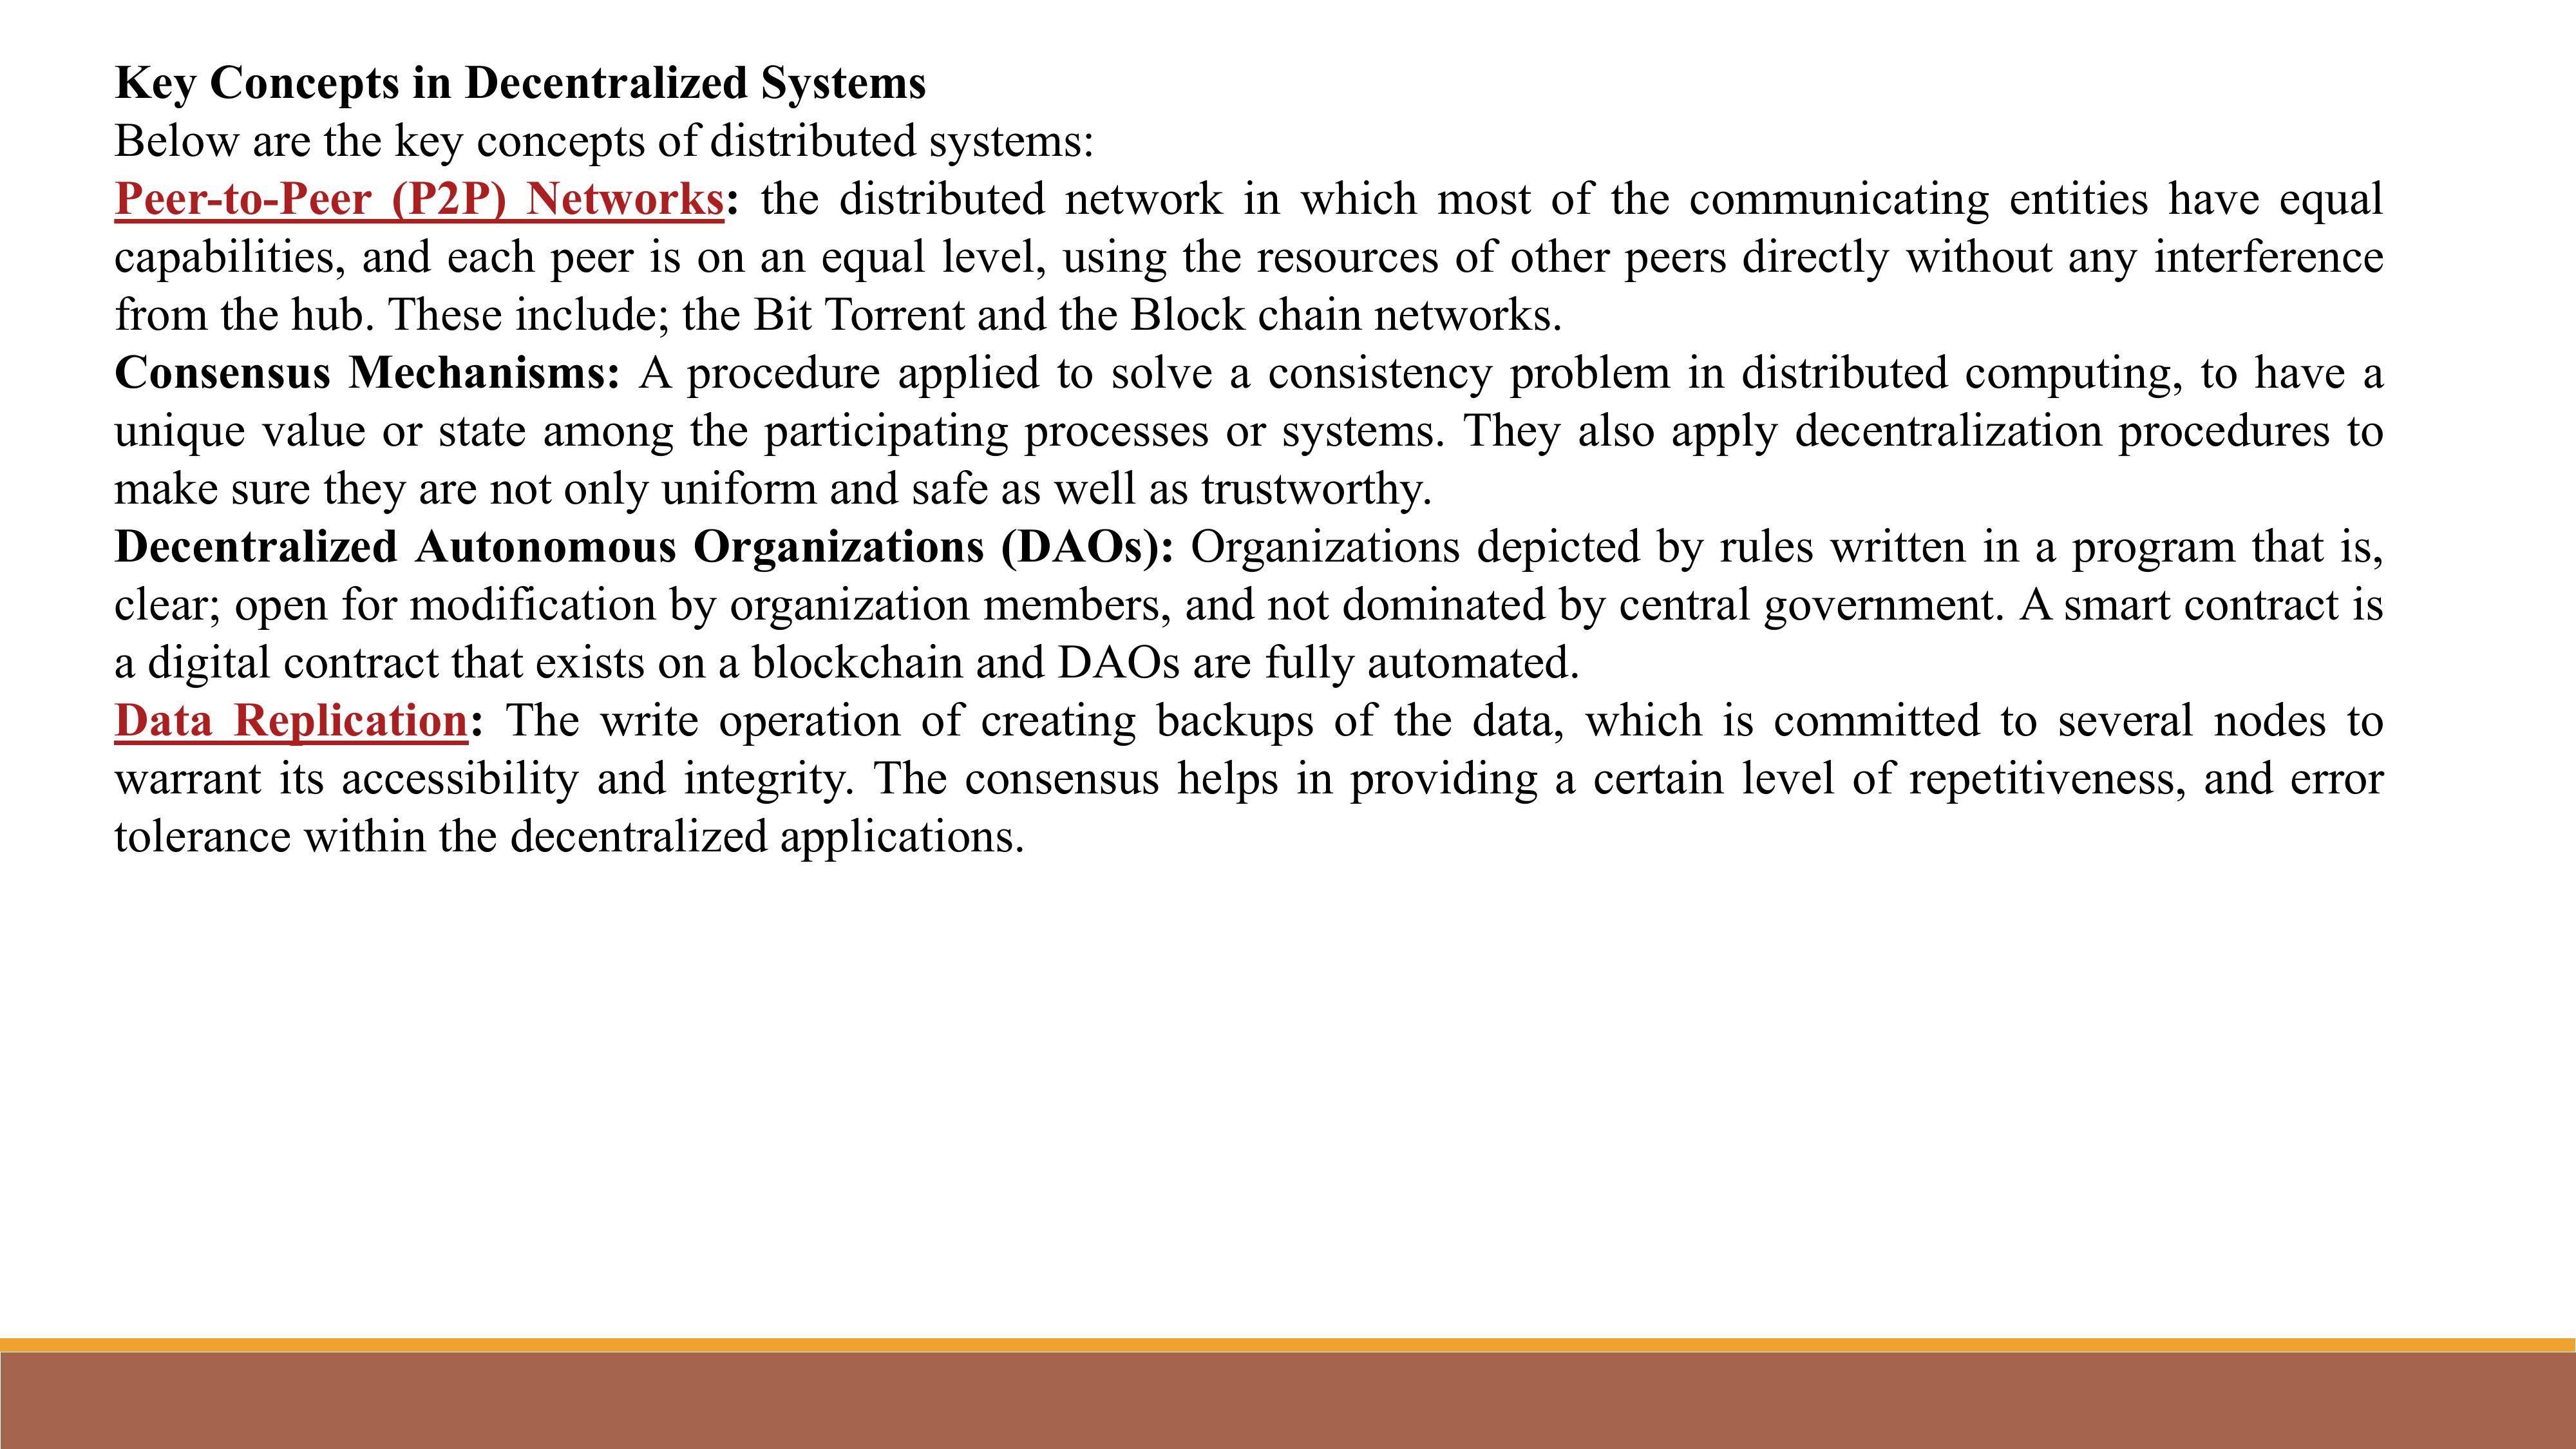 Key Concepts in Decentralized Systems
Below are the key concepts of distributed systems:
Peer-to-Peer (P2P) Networks: the distributed network in which most of the communicating entities have equal
capabilities, and each peer is on an equal level, using the resources of other peers directly without any interference
from the hub. These include; the Bit Torrent and the Block chain networks.
Consensus Mechanisms: A procedure applied to solve a consistency problem in distributed computing, to have a
unique value or state among the participating processes or systems. They also apply decentralization procedures to
make sure they are not only uniform and safe as well as trustworthy.
Decentralized Autonomous Organizations (DAOs): Organizations depicted by rules written in a program that is,
clear; open for modification by organization members, and not dominated by central government. A smart contract is
a digital contract that exists on a blockchain and DAOs are fully automated.
Data Replication: The write operation of creating backups of the data, which is committed to several nodes to
warrant its accessibility and integrity. The consensus helps in providing a certain level of repetitiveness, and error
tolerance within the decentralized applications.